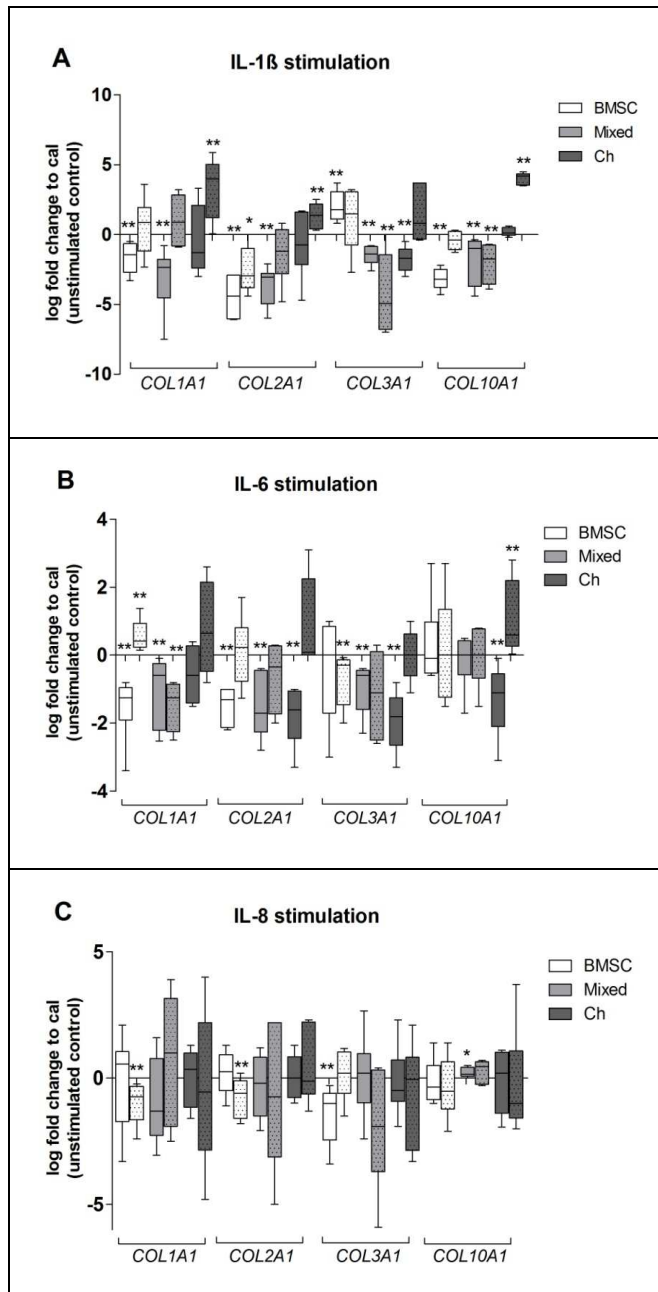 A
IL-1ß stimulation
log fold change to cal
(unstimulated control)
10
5
0
-5
-10
BMSC
Mixed
Ch
** ** ** ** * ** ** ** ** ** ** ** ** ** **
COL1A1 COL2A1 COL3A1 COL10A1
B
IL-6 stimulation
log fold change to cal
(unstimulated control)
4
2
0
-2
-4
BMSC
Mixed
Ch
** ** ** ** ** ** ** ** ** ** ** **
COL1A1 COL2A1 COL3A1 COL10A1
C
IL-8 stimulation
log fold change to cal
(unstimulated control)
5
0
-5
BMSC
Mixed
Ch
** ** ** *
COL1A1 COL2A1 COL3A1 COL10A1